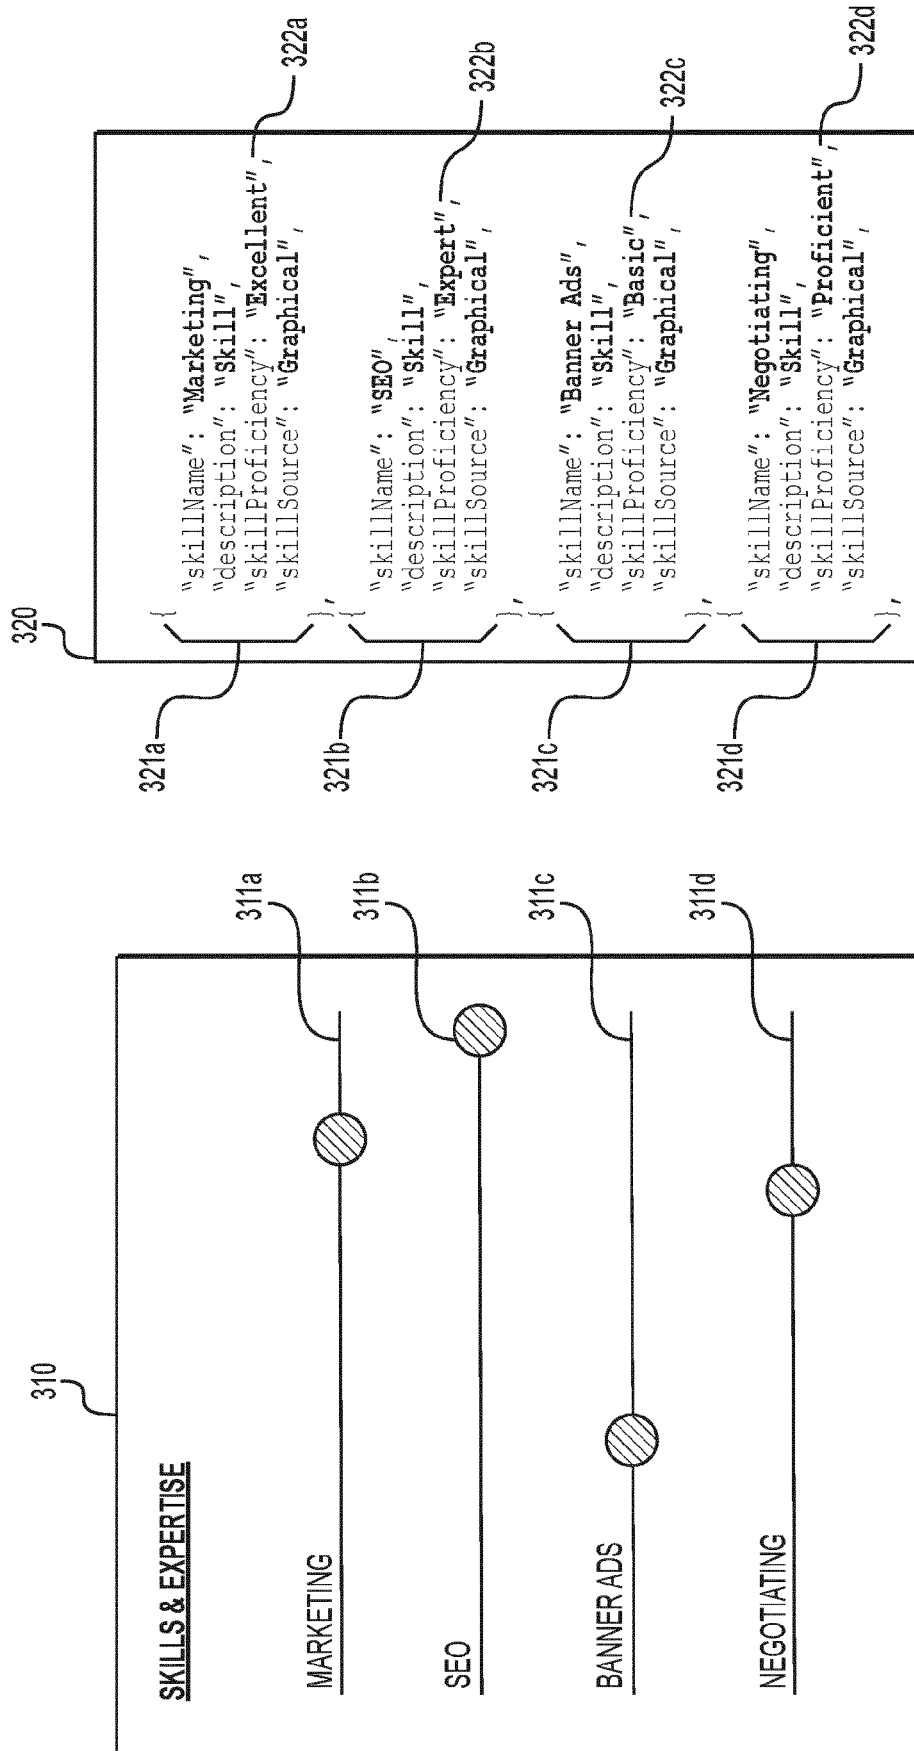 310
SKILLS & EXPERTISE
MARKETING
311a
SEO
311b
BANNER ADS
311c
NEGOTIATING
311d
320
{
"skillName": "Marketing",
"description": "Skill",
"skillProficiency": "Excellent",
"skillSource": "Graphical",
},
321a
322a
{
"skillName": "SEO",
"description": "Skill",
"skillProficiency": "Expert",
"skillSource": "Graphical",
},
321b
322b
{
"skillName": "Banner Ads",
"description": "Skill",
"skillProficiency": "Basic",
"skillSource": "Graphical",
},
321c
322c
{
"skillName": "Negotiating",
"description": "Skill",
"skillProficiency": "Proficient",
"skillSource": "Graphical",
},
321d
322d